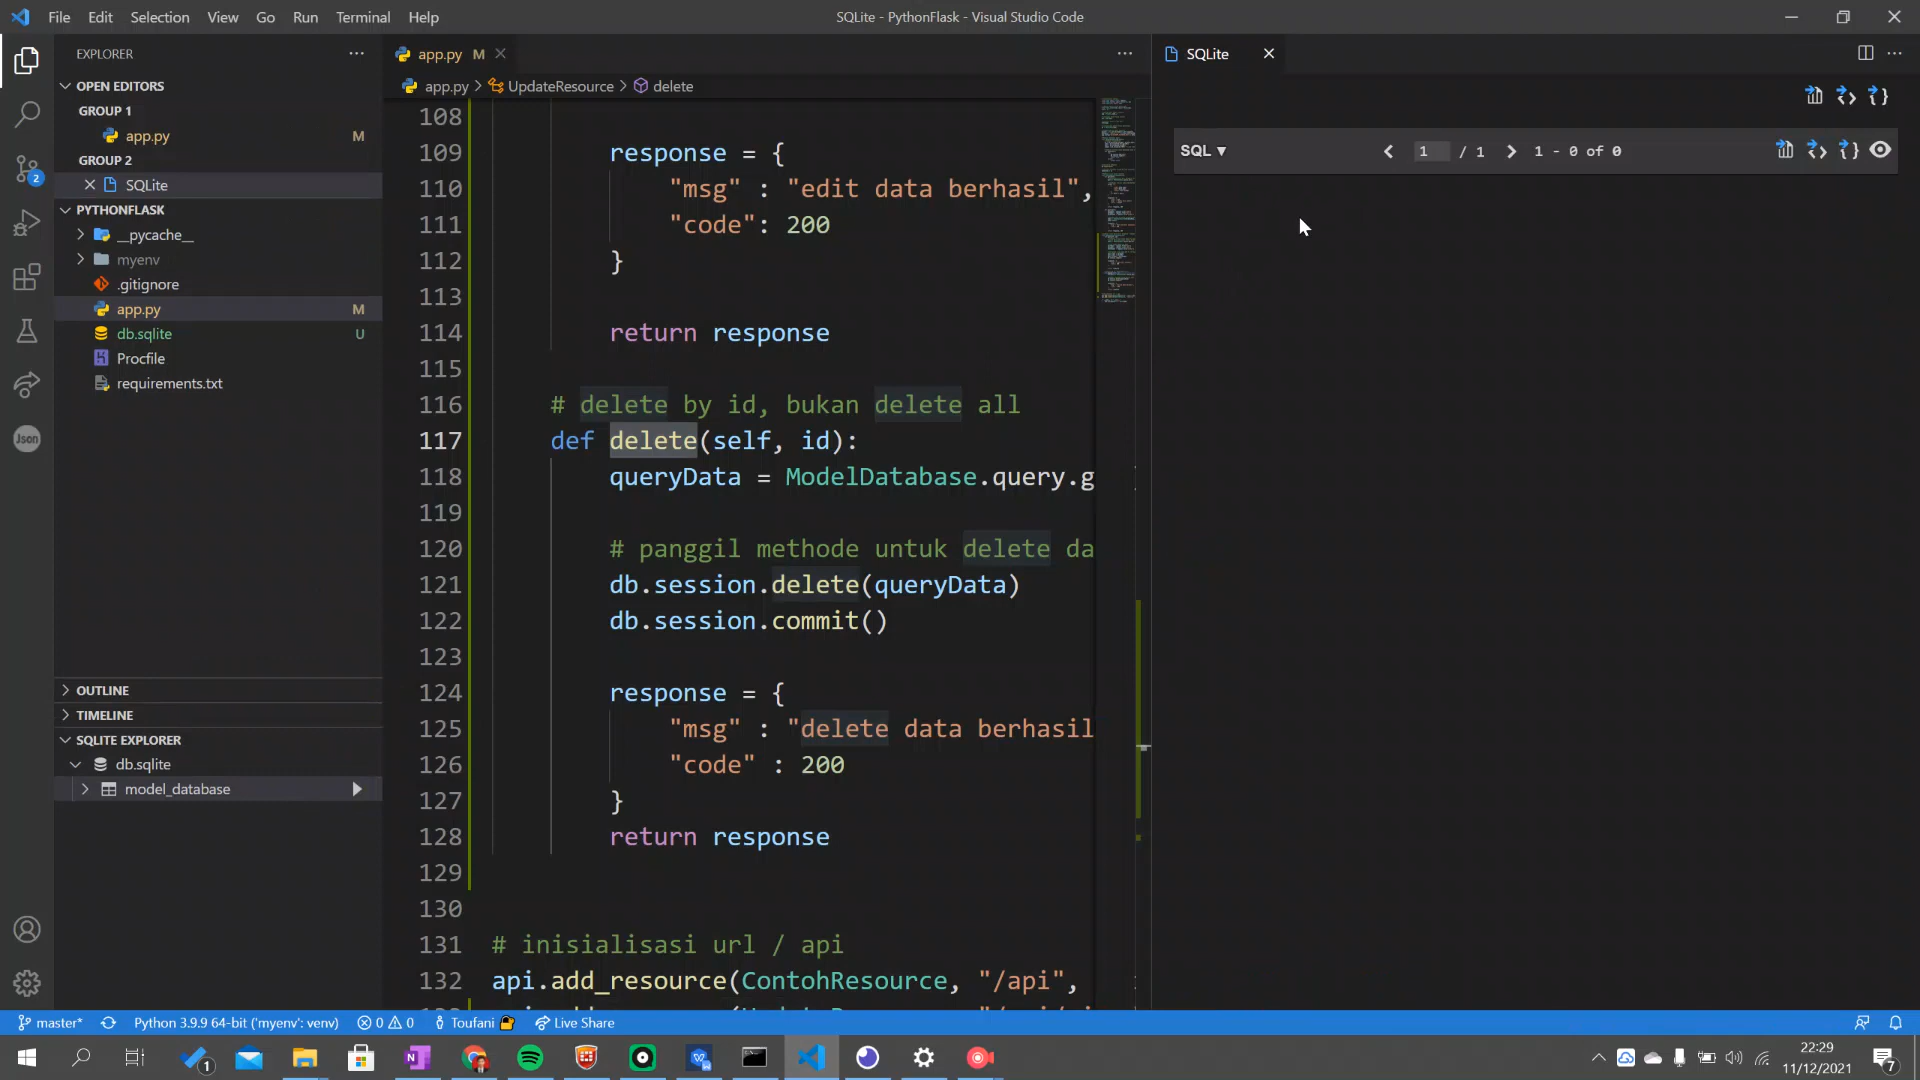 File Edit Selection View Go Run Terminal Help
SQLite - PythonFlask - Visual Studio Code
EXPLORER
OPEN EDITORS
GROUP 1
app.py M
GROUP 2
SQLite
PYTHONFLASK
__pycache__
myenv
.gitignore
app.py M
db.sqlite U
Procfile
requirements.txt
OUTLINE
TIMELINE
SQLITE EXPLORER
db.sqlite
model_database
2
Json
app.py M
app.py > UpdateResource > delete
108
109 response = {
110 "msg" : "edit data berhasil",
111 "code": 200
112 }
113
114 return response
115
116 # delete by id, bukan delete all
117 def delete(self, id):
118 queryData = ModelDatabase.query.g
119
120 # panggil methode untuk delete da
121 db.session.delete(queryData)
122 db.session.commit()
123
124 response = {
125 "msg" : "delete data berhasil
126 "code" : 200
127 }
128 return response
129
130
131 # inisialisasi url / api
132 api.add_resource(ContohResource, "/api",
SQLite
SQL ▼ 1 / 1 1 - 0 of 0
master* Python 3.9.9 64-bit ('myenv': venv) 0 0 Toufani Live Share
1
22:29
11/12/2021
7